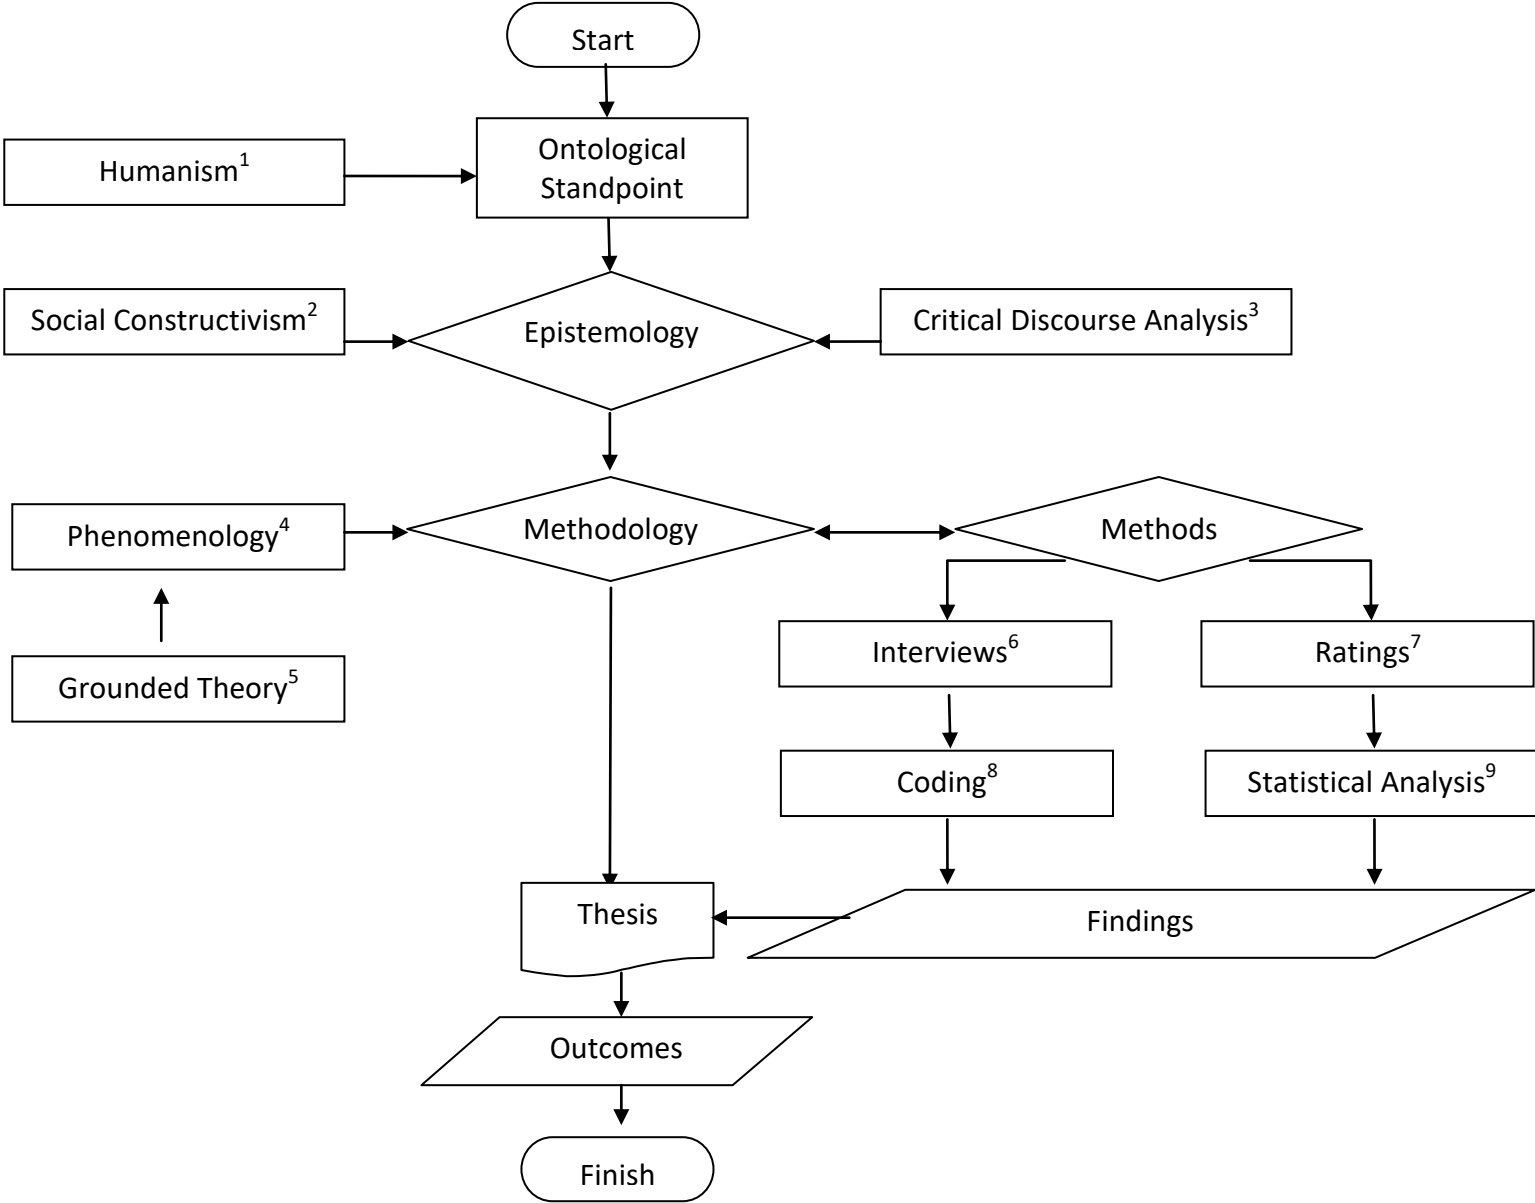 Start
Humanism¹
Ontological
Standpoint
Social Constructivism²
Epistemology
Critical Discourse Analysis³
Phenomenology⁴
Methodology
Methods
Grounded Theory⁵
Interviews⁶
Ratings⁷
Coding⁸
Statistical Analysis⁹
Thesis
Findings
Outcomes
Finish